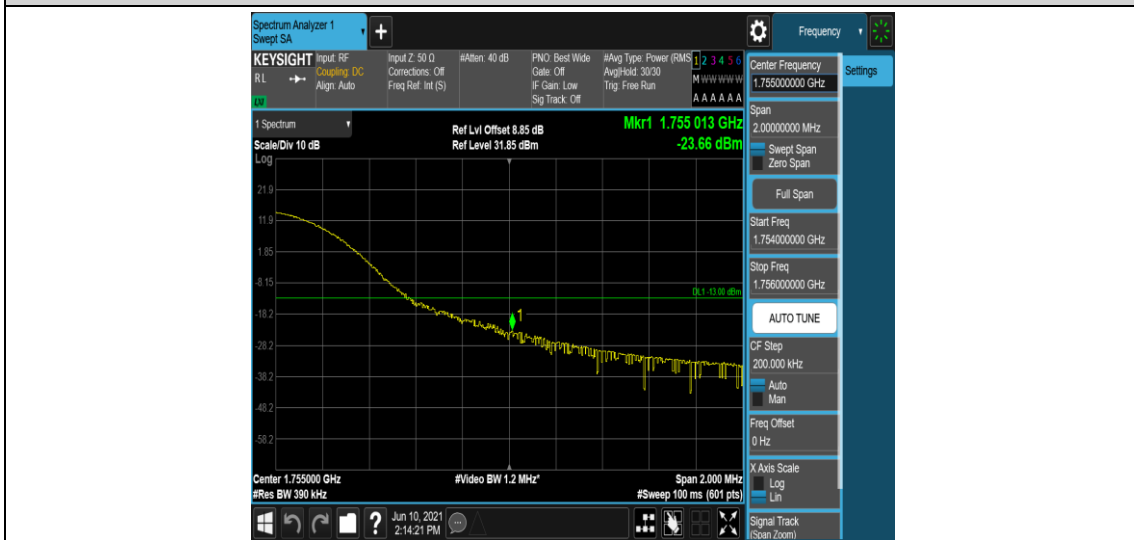 Spectrum Analyzer 1
Swept SA
+
Frequency
KEYSIGHT
RL
LXI
Input: RF
Coupling: DC
Align: Auto
Input Z: 50 Ω
Corrections: Off
Freq Ref: Int (S)
#Atten: 40 dB
PNO: Best Wide
Gate: Off
IF Gain: Low
Sig Track: Off
#Avg Type: Power (RMS
Avg|Hold: 30/30
Trig: Free Run
1 2 3 4 5 6
M W W W W W
A A A A A A
1 Spectrum
Scale/Div 10 dB
Log
Ref Lvl Offset 8.85 dB
Ref Level 31.85 dBm
Mkr1 1.755 013 GHz
-23.66 dBm
21.9
11.9
1.85
-8.15
-18.2
-28.2
-38.2
-48.2
-58.2
DL1 -13.00 dBm
1
Center 1.755000 GHz
#Res BW 390 kHz
#Video BW 1.2 MHz*
Span 2.000 MHz
#Sweep 100 ms (601 pts)
Center Frequency
1.755000000 GHz
Settings
Span
2.00000000 MHz
Swept Span
Zero Span
Full Span
Start Freq
1.754000000 GHz
Stop Freq
1.756000000 GHz
AUTO TUNE
CF Step
200.000 kHz
Auto
Man
Freq Offset
0 Hz
X Axis Scale
Log
Lin
Signal Track
(Span Zoom)
?
Jun 10, 2021
2:14:21 PM